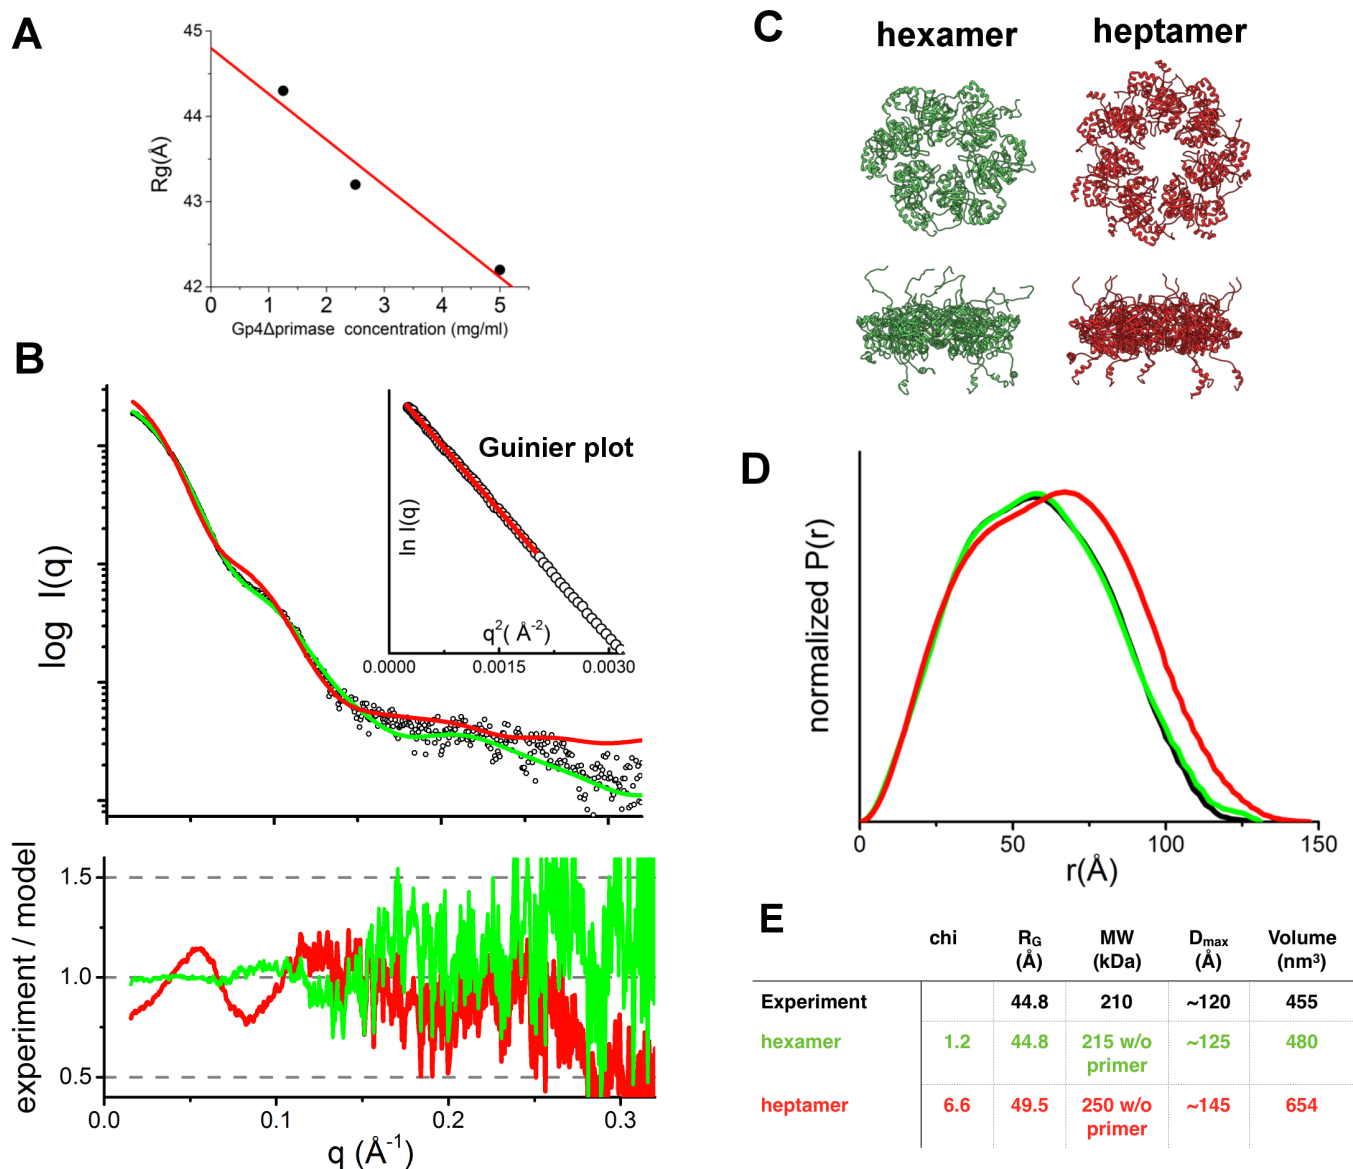 A
45
44
43
42
Rg(Å)
0 1 2 3 4 5
Gp4Δprimase concentration (mg/ml)
B
log I(q)
Guinier plot
ln I(q)
q²( Å⁻²)
0.0000 0.0015 0.0030
experiment / model
1.5
1.0
0.5
0.0 0.1 0.2 0.3
q (Å⁻¹)
C
hexamer heptamer
D
normalized P(r)
0 50 100 150
r(Å)
E
chi R_G (Å) MW (kDa) D_max (Å) Volume (nm³)
Experiment 44.8 210 ~120 455
hexamer 1.2 44.8 215 w/o primer ~125 480
heptamer 6.6 49.5 250 w/o primer ~145 654